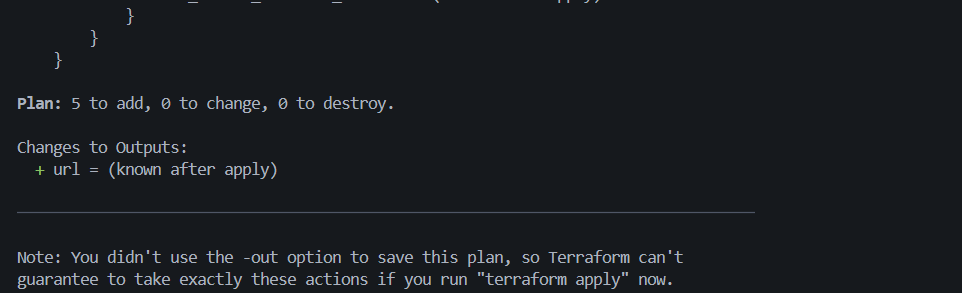 }
}
}
Plan: 5 to add, 0 to change, 0 to destroy.
Changes to Outputs:
+ url = (known after apply)
Note: You didn't use the -out option to save this plan, so Terraform can't
guarantee to take exactly these actions if you run "terraform apply" now.